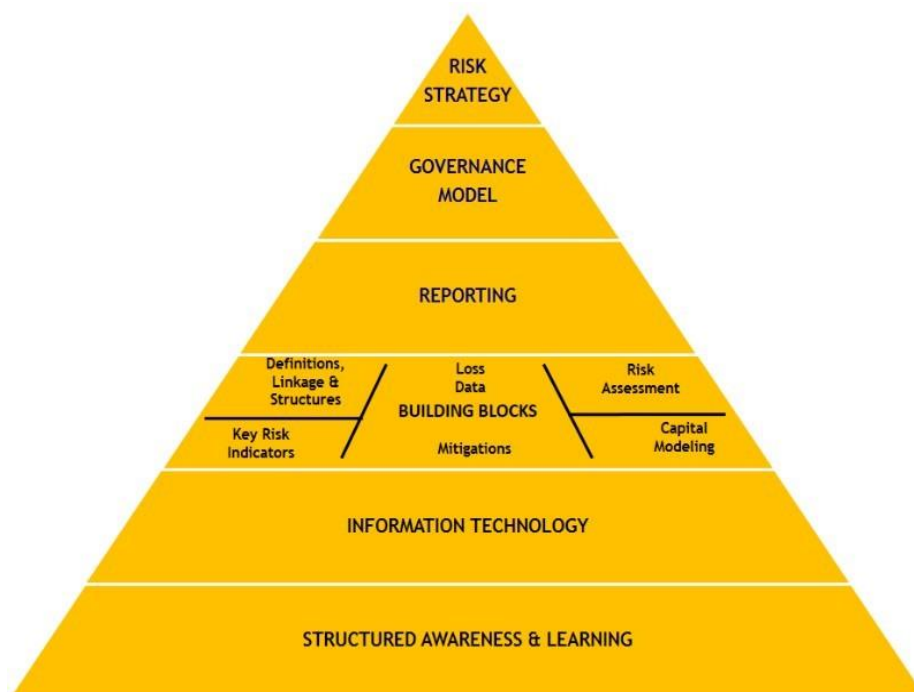 RISK
STRATEGY
GOVERNANCE
MODEL
REPORTING
Definitions,
Linkage &
Structures
Key Risk
Indicators
Loss
Data
BUILDING BLOCKS
Mitigations
Risk
Assessment
Capital
Modeling
INFORMATION TECHNOLOGY
STRUCTURED AWARENESS & LEARNING